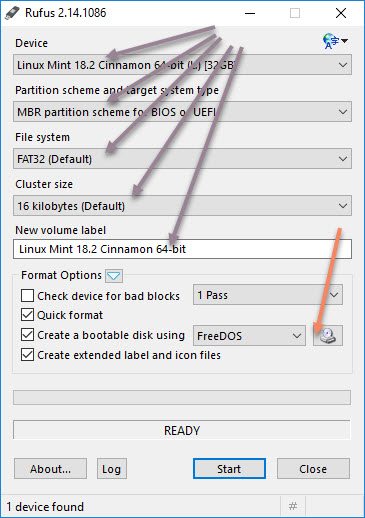 Rufus 2.14.1086
Device
Linux Mint 18.2 Cinnamon 64-bit (\:) [32GB]
Partition scheme and target system type
MBR partition scheme for BIOS or UEFI
File system
FAT32 (Default)
Cluster size
16 kilobytes (Default)
New volume label
Linux Mint 18.2 Cinnamon 64-bit
Format Options
Check device for bad blocks 1 Pass
Quick format
Create a bootable disk using FreeDOS
Create extended label and icon files
READY
About... Log Start Close
1 device found #